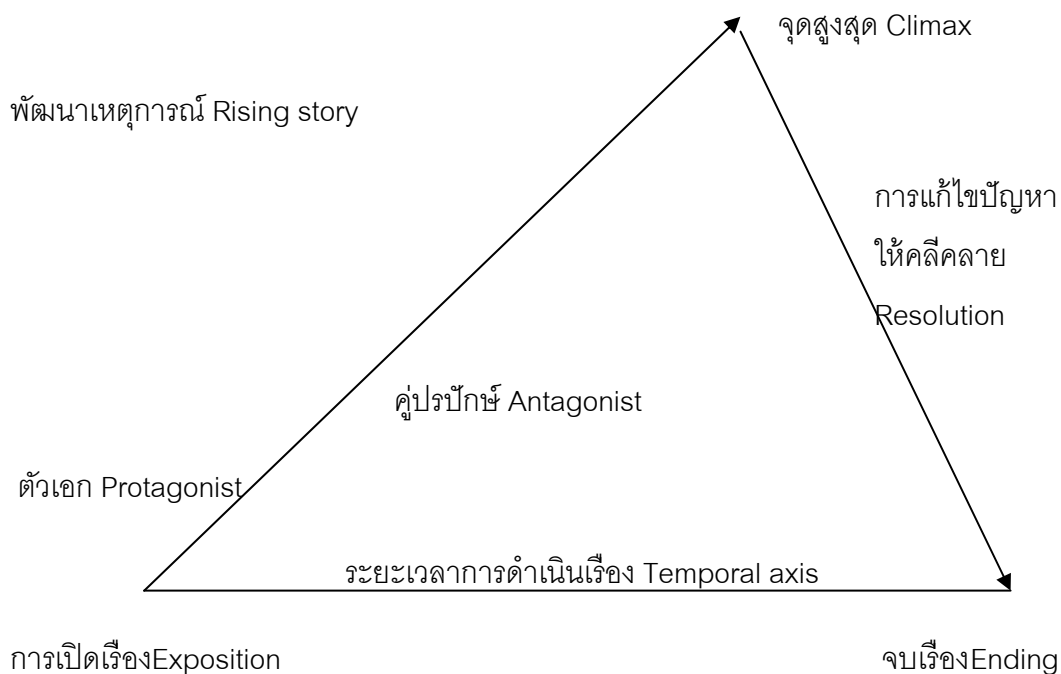 จุดสูงสุด Climax
พัฒนาเหตุการณ์ Rising story
การแก้ไขปัญหา
ให้คลี่คลาย
Resolution
คู่ปรปักษ์ Antagonist
ตัวเอก Protagonist
ระยะเวลาการดำเนินเรื่อง Temporal axis
การเปิดเรื่องExposition
จบเรื่องEnding